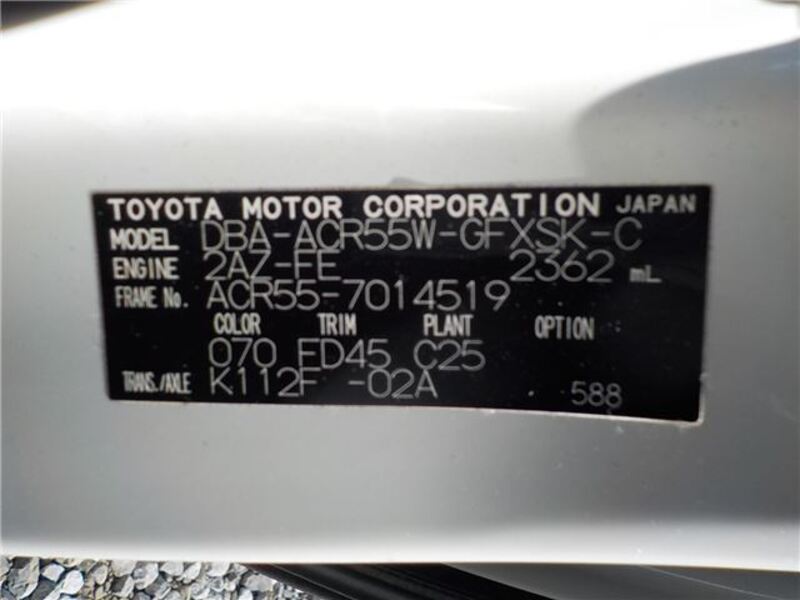 TOYOTA MOTOR CORPORATION JAPAN
MODEL DBA-ACR55W-GFXSK-C
ENGINE 2AZ-FE 2362 mL
FRAME No. ACR55-7014519
COLOR TRIM PLANT OPTION
070 FD45 C25
TRANS./AXLE K112F -02A 588